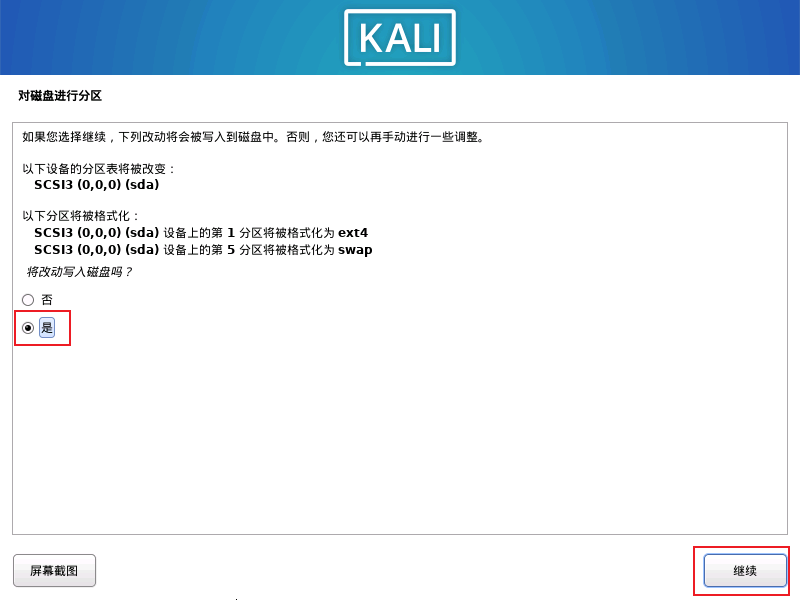 KALI
对磁盘进行分区
如果您选择继续，下列改动将会被写入到磁盘中。否则，您还可以再手动进行一些调整。
以下设备的分区表将被改变：
SCSI3 (0,0,0) (sda)
以下分区将被格式化：
SCSI3 (0,0,0) (sda) 设备上的第 1 分区将被格式化为 ext4
SCSI3 (0,0,0) (sda) 设备上的第 5 分区将被格式化为 swap
将改动写入磁盘吗？
否
是
屏幕截图
继续